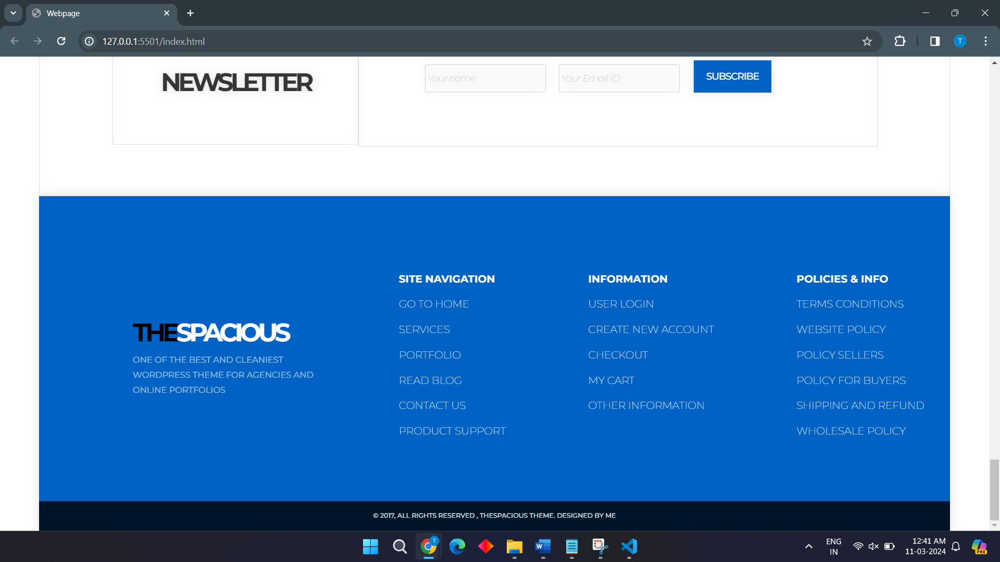 Webpage
127.0.0.1:5501/index.html
T
NEWSLETTER
Your name
Your Email ID
SUBSCRIBE
THESPACIOUS
ONE OF THE BEST AND CLEANIEST
WORDPRESS THEME FOR AGENCIES AND
ONLINE PORTFOLIOS
SITE NAVIGATION
GO TO HOME
SERVICES
PORTFOLIO
READ BLOG
CONTACT US
PRODUCT SUPPORT
INFORMATION
USER LOGIN
CREATE NEW ACCOUNT
CHECKOUT
MY CART
OTHER INFORMATION
POLICIES & INFO
TERMS CONDITIONS
WEBSITE POLICY
POLICY SELLERS
POLICY FOR BUYERS
SHIPPING AND REFUND
WHOLESALE POLICY
© 2017, ALL RIGHTS RESERVED , THESPACIOUS THEME. DESIGNED BY ME
T
W
ENG
IN
12:41 AM
11-03-2024
PRE